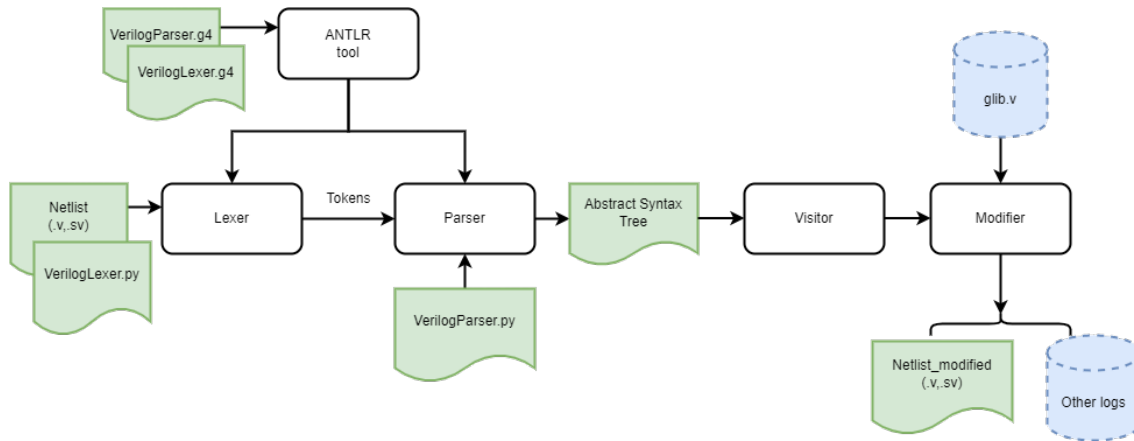 VerilogParser.g4
VerilogLexer.g4
ANTLR
tool
glib.v
Netlist
(.v,.sv)
VerilogLexer.py
Lexer
Tokens
Parser
Abstract Syntax
Tree
Visitor
Modifier
VerilogParser.py
Netlist_modified
(.v,.sv)
Other logs